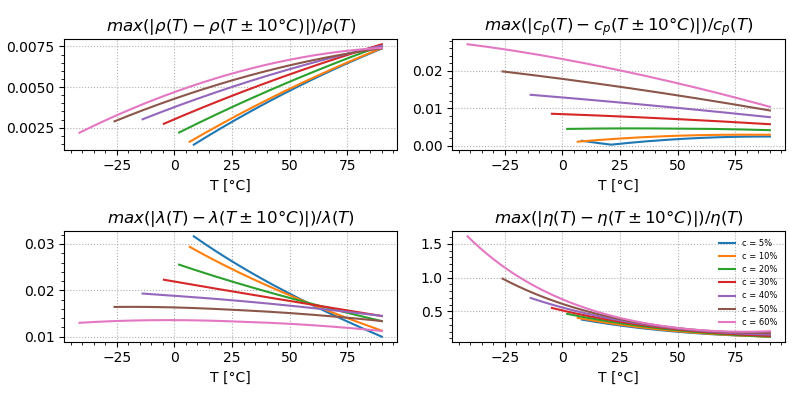 max(|ρ(T) − ρ(T ± 10°C)|)/ρ(T)
0.0075
0.0050
0.0025
−25 0 25 50 75
T [°C]
max(|c_p(T) − c_p(T ± 10°C)|)/c_p(T)
0.02
0.01
0.00
−25 0 25 50 75
T [°C]
max(|λ(T) − λ(T ± 10°C)|)/λ(T)
0.03
0.02
0.01
−25 0 25 50 75
T [°C]
max(|η(T) − η(T ± 10°C)|)/η(T)
1.5
1.0
0.5
−25 0 25 50 75
T [°C]
c = 5%
c = 10%
c = 20%
c = 30%
c = 40%
c = 50%
c = 60%